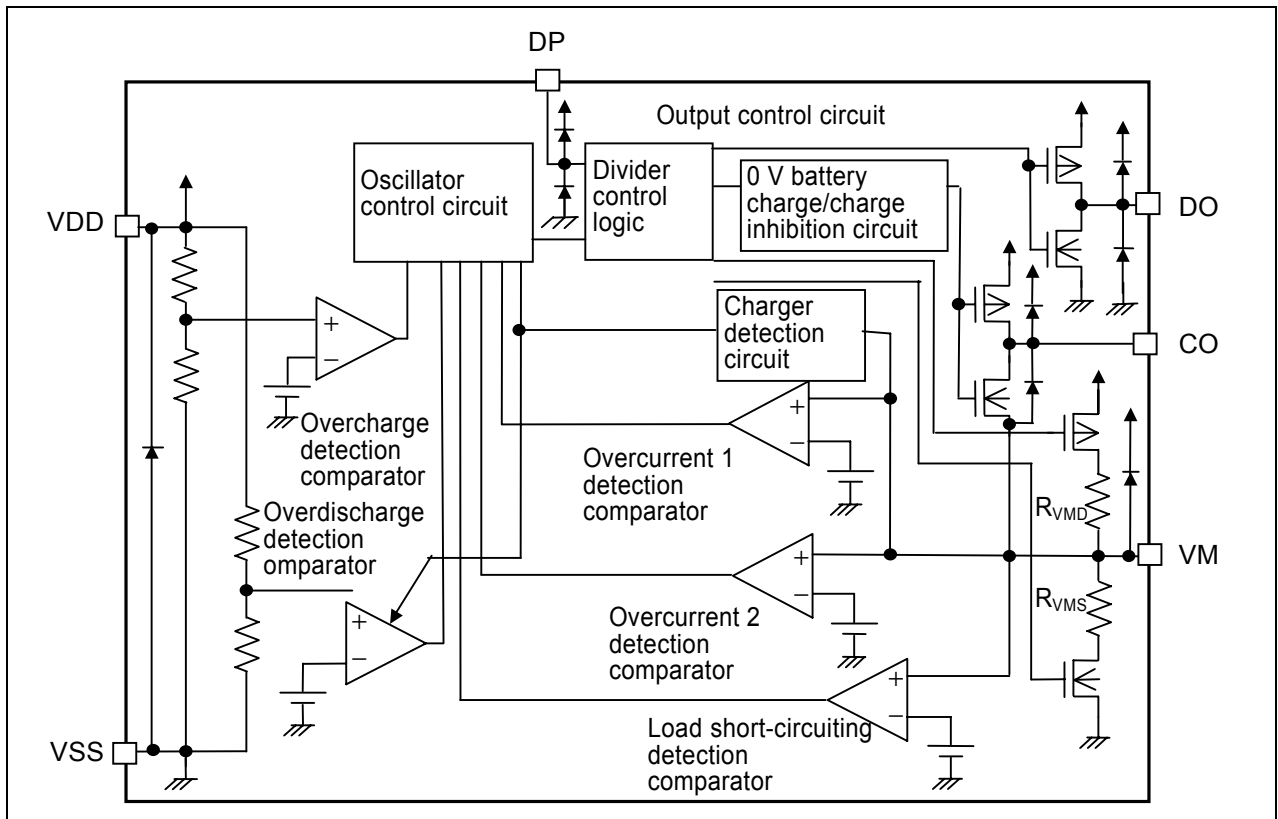 DP
Output control circuit
Oscillator
control circuit
Divider
control
logic
0 V battery
charge/charge
inhibition circuit
VDD
DO
Charger
detection
circuit
CO
+
−
Overcharge
detection
comparator
+
−
Overcurrent 1
detection
comparator
Overdischarge
detection
omparator
RVMD
+
−
VM
Overcurrent 2
detection
comparator
RVMS
+
−
+
−
Load short-circuiting
detection
comparator
VSS